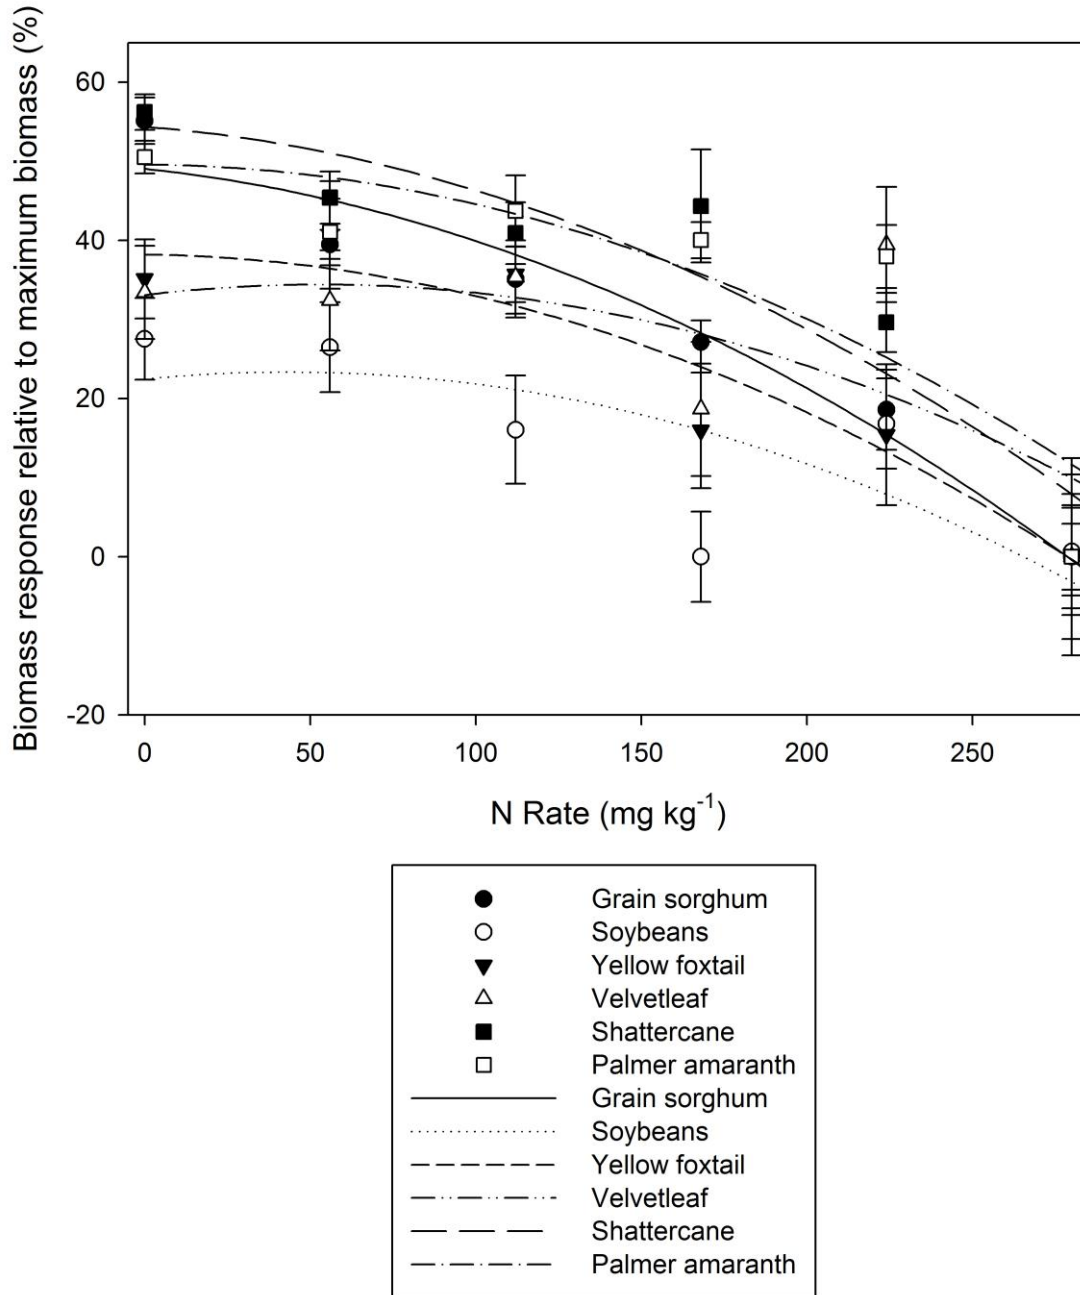 Biomass response relative to maximum biomass (%)
60
40
20
0
-20
0 50 100 150 200 250
N Rate (mg kg⁻¹)
Grain sorghum
Soybeans
Yellow foxtail
Velvetleaf
Shattercane
Palmer amaranth
Grain sorghum
Soybeans
Yellow foxtail
Velvetleaf
Shattercane
Palmer amaranth